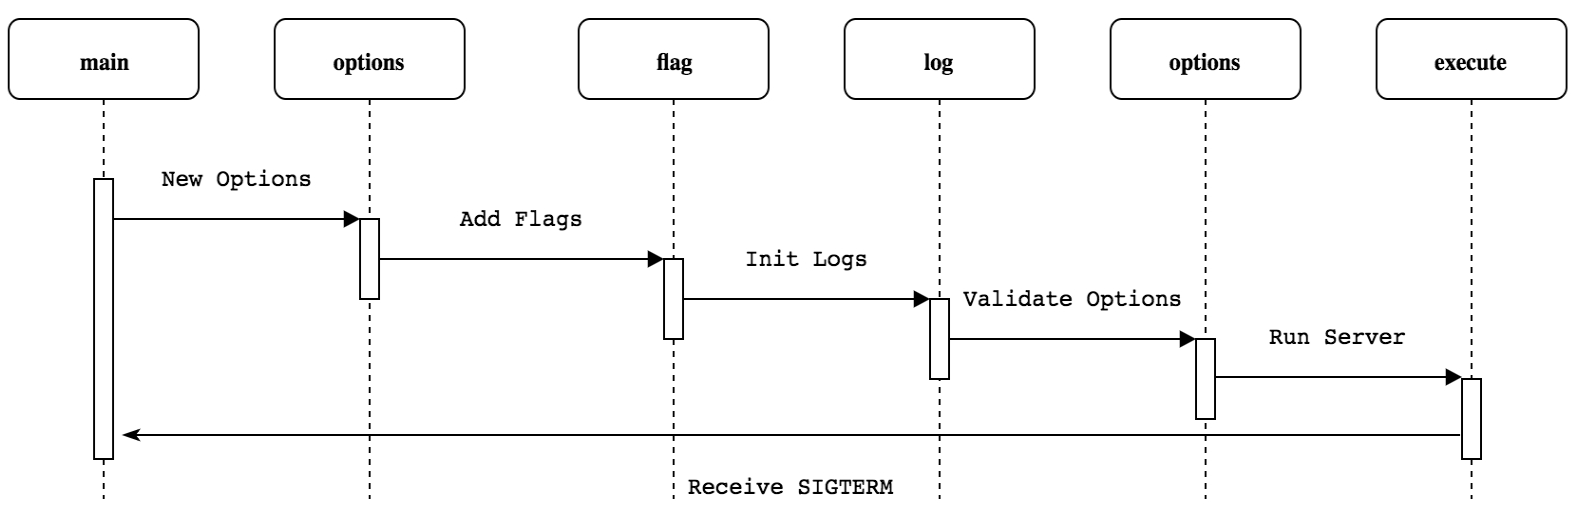 main
options
flag
log
options
execute
New Options
Add Flags
Init Logs
Validate Options
Run Server
Receive SIGTERM